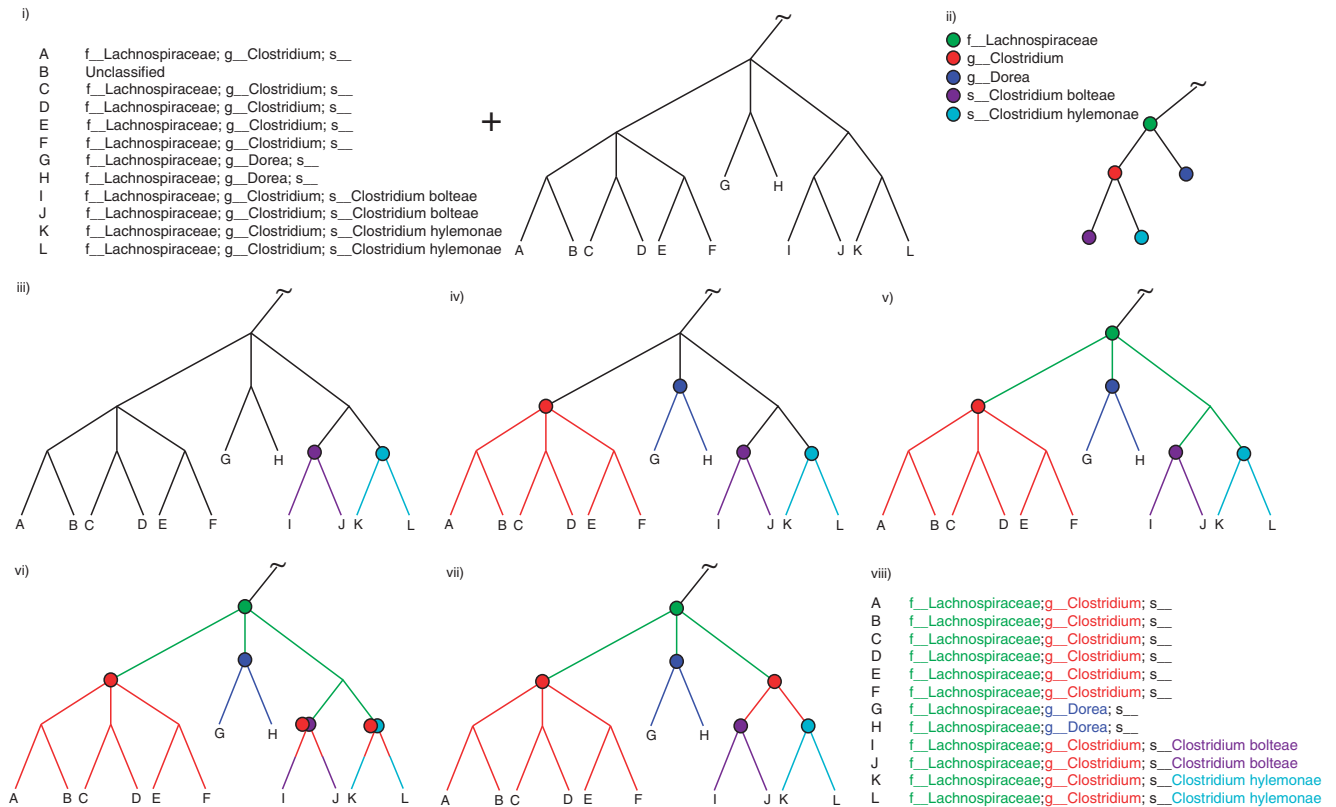 i)
A f__Lachnospiraceae; g__Clostridium; s__
B Unclassified
C f__Lachnospiraceae; g__Clostridium; s__
D f__Lachnospiraceae; g__Clostridium; s__
E f__Lachnospiraceae; g__Clostridium; s__
F f__Lachnospiraceae; g__Clostridium; s__
G f__Lachnospiraceae; g__Dorea; s__
H f__Lachnospiraceae; g__Dorea; s__
I f__Lachnospiraceae; g__Clostridium; s__Clostridium bolteae
J f__Lachnospiraceae; g__Clostridium; s__Clostridium bolteae
K f__Lachnospiraceae; g__Clostridium; s__Clostridium hylemonae
L f__Lachnospiraceae; g__Clostridium; s__Clostridium hylemonae
+
~
G H
A B C D E F I J K L
ii)
f__Lachnospiraceae
g__Clostridium
g__Dorea
s__Clostridium bolteae
s__Clostridium hylemonae
~
iii)
~
G H
A B C D E F I J K L
iv)
~
G H
A B C D E F I J K L
v)
~
G H
A B C D E F I J K L
vi)
~
G H
A B C D E F I J K L
vii)
~
G H
A B C D E F I J K L
viii)
A f__Lachnospiraceae;g__Clostridium; s__
B f__Lachnospiraceae;g__Clostridium; s__
C f__Lachnospiraceae;g__Clostridium; s__
D f__Lachnospiraceae;g__Clostridium; s__
E f__Lachnospiraceae;g__Clostridium; s__
F f__Lachnospiraceae;g__Clostridium; s__
G f__Lachnospiraceae;g__Dorea; s__
H f__Lachnospiraceae;g__Dorea; s__
I f__Lachnospiraceae;g__Clostridium; s__Clostridium bolteae
J f__Lachnospiraceae;g__Clostridium; s__Clostridium bolteae
K f__Lachnospiraceae;g__Clostridium; s__Clostridium hylemonae
L f__Lachnospiraceae;g__Clostridium; s__Clostridium hylemonae